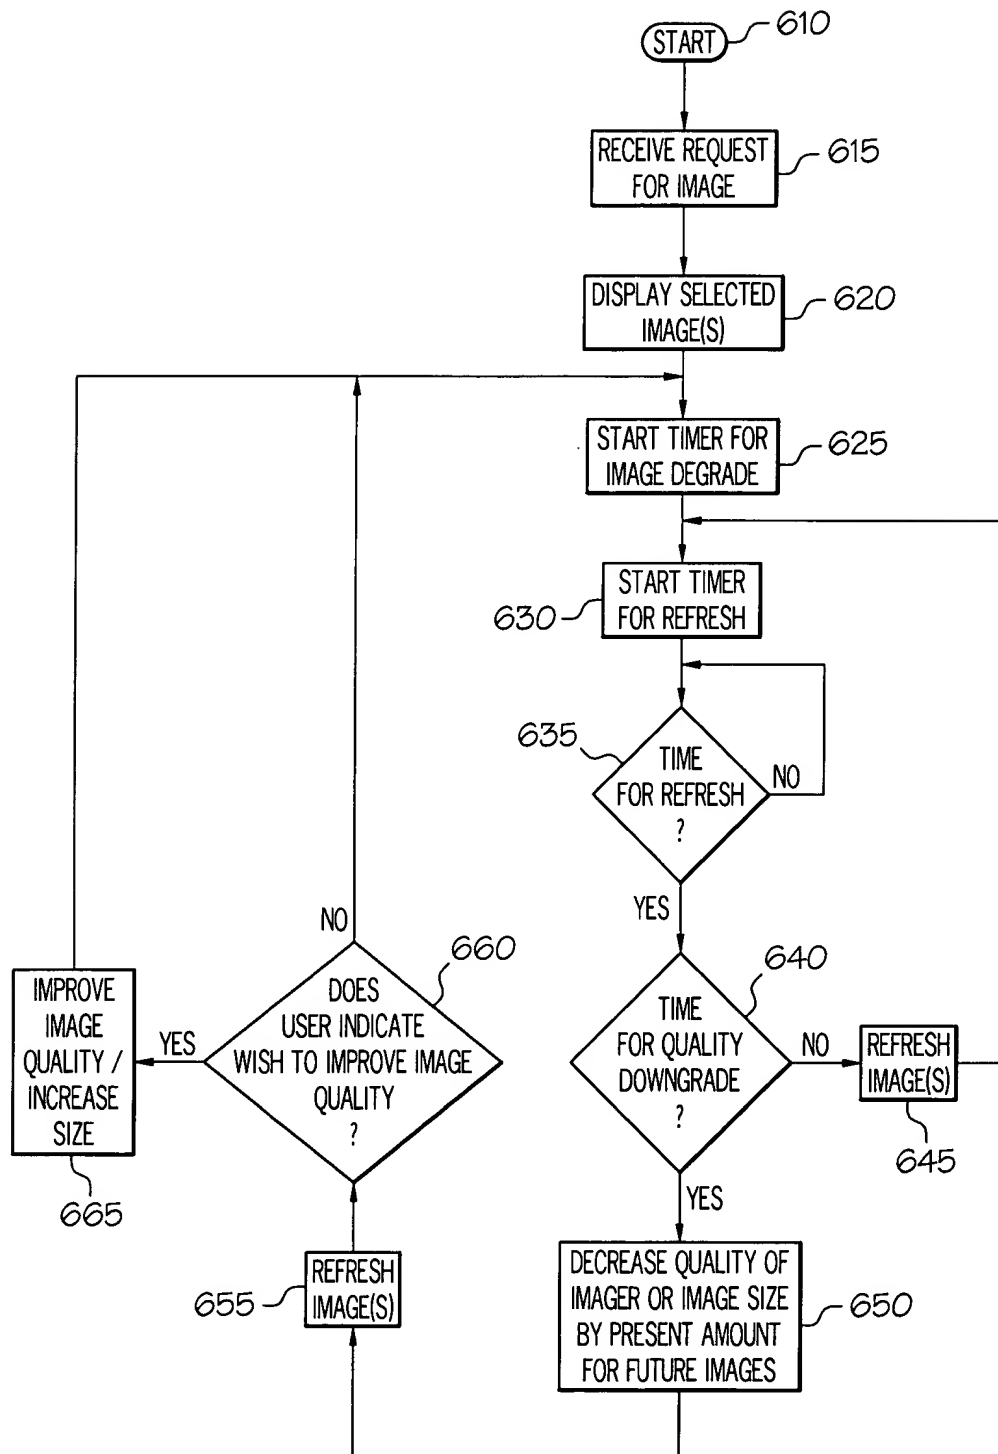 START
610
RECEIVE REQUEST
FOR IMAGE
615
DISPLAY SELECTED
IMAGE(S)
620
START TIMER FOR
IMAGE DEGRADE
625
START TIMER
FOR REFRESH
630
635
TIME
FOR REFRESH
?
NO
YES
640
TIME
FOR QUALITY
DOWNGRADE
?
NO
REFRESH
IMAGE(S)
645
YES
DECREASE QUALITY OF
IMAGER OR IMAGE SIZE
BY PRESENT AMOUNT
FOR FUTURE IMAGES
650
REFRESH
IMAGE(S)
655
660
DOES
USER INDICATE
WISH TO IMPROVE IMAGE
QUALITY
?
NO
YES
IMPROVE
IMAGE
QUALITY /
INCREASE
SIZE
665